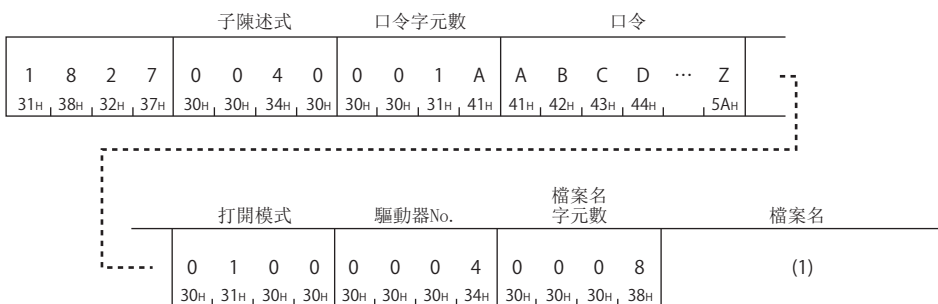 子陳述式 口令字元數 口令
1 8 2 7 0 0 4 0 0 0 1 A A B C D … Z
31H 38H 32H 37H 30H 30H 34H 30H 30H 30H 31H 41H 41H 42H 43H 44H 5AH
檔案名
打開模式 驅動器No. 字元數 檔案名
0 1 0 0 0 0 0 4 0 0 0 8 (1)
30H 31H 30H 30H 30H 30H 30H 34H 30H 30H 30H 38H